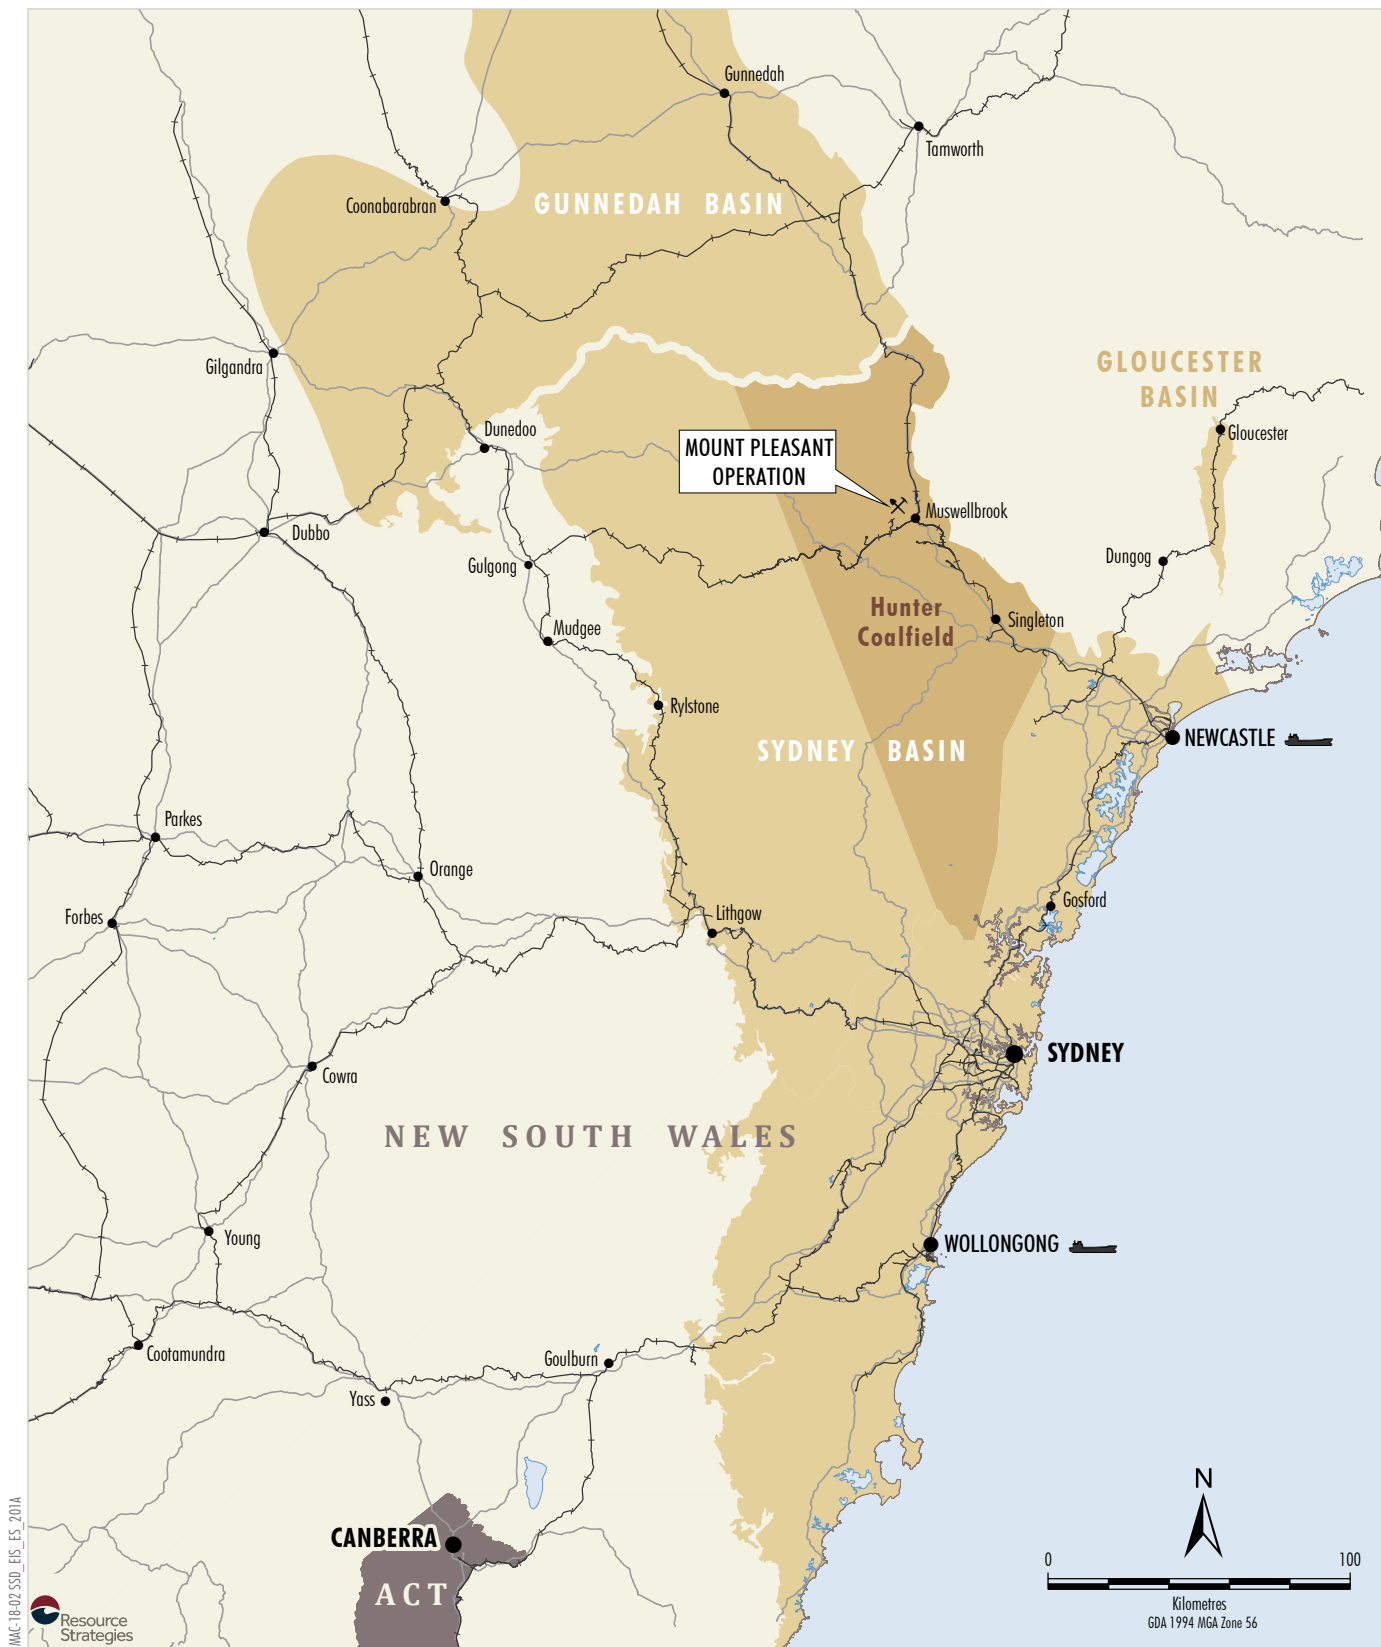 Gunnedah
Tamworth
Coonabarabran
GUNNEDAH BASIN
Gilgandra
GLOUCESTER
BASIN
Gloucester
Dunedoo
MOUNT PLEASANT
OPERATION
Muswellbrook
Dubbo
Dungog
Gulgong
Hunter
Coalfield
Singleton
Mudgee
Rylstone
SYDNEY BASIN
NEWCASTLE
Parkes
Orange
Gosford
Forbes
Lithgow
SYDNEY
Cowra
NEW SOUTH WALES
Young
WOLLONGONG
Cootamundra
Goulburn
Yass
N
CANBERRA
ACT
0 100
Kilometres
GDA 1994 MGA Zone 56
MAC-18-02 SSD_EIS_ES_201A
Resource
Strategies